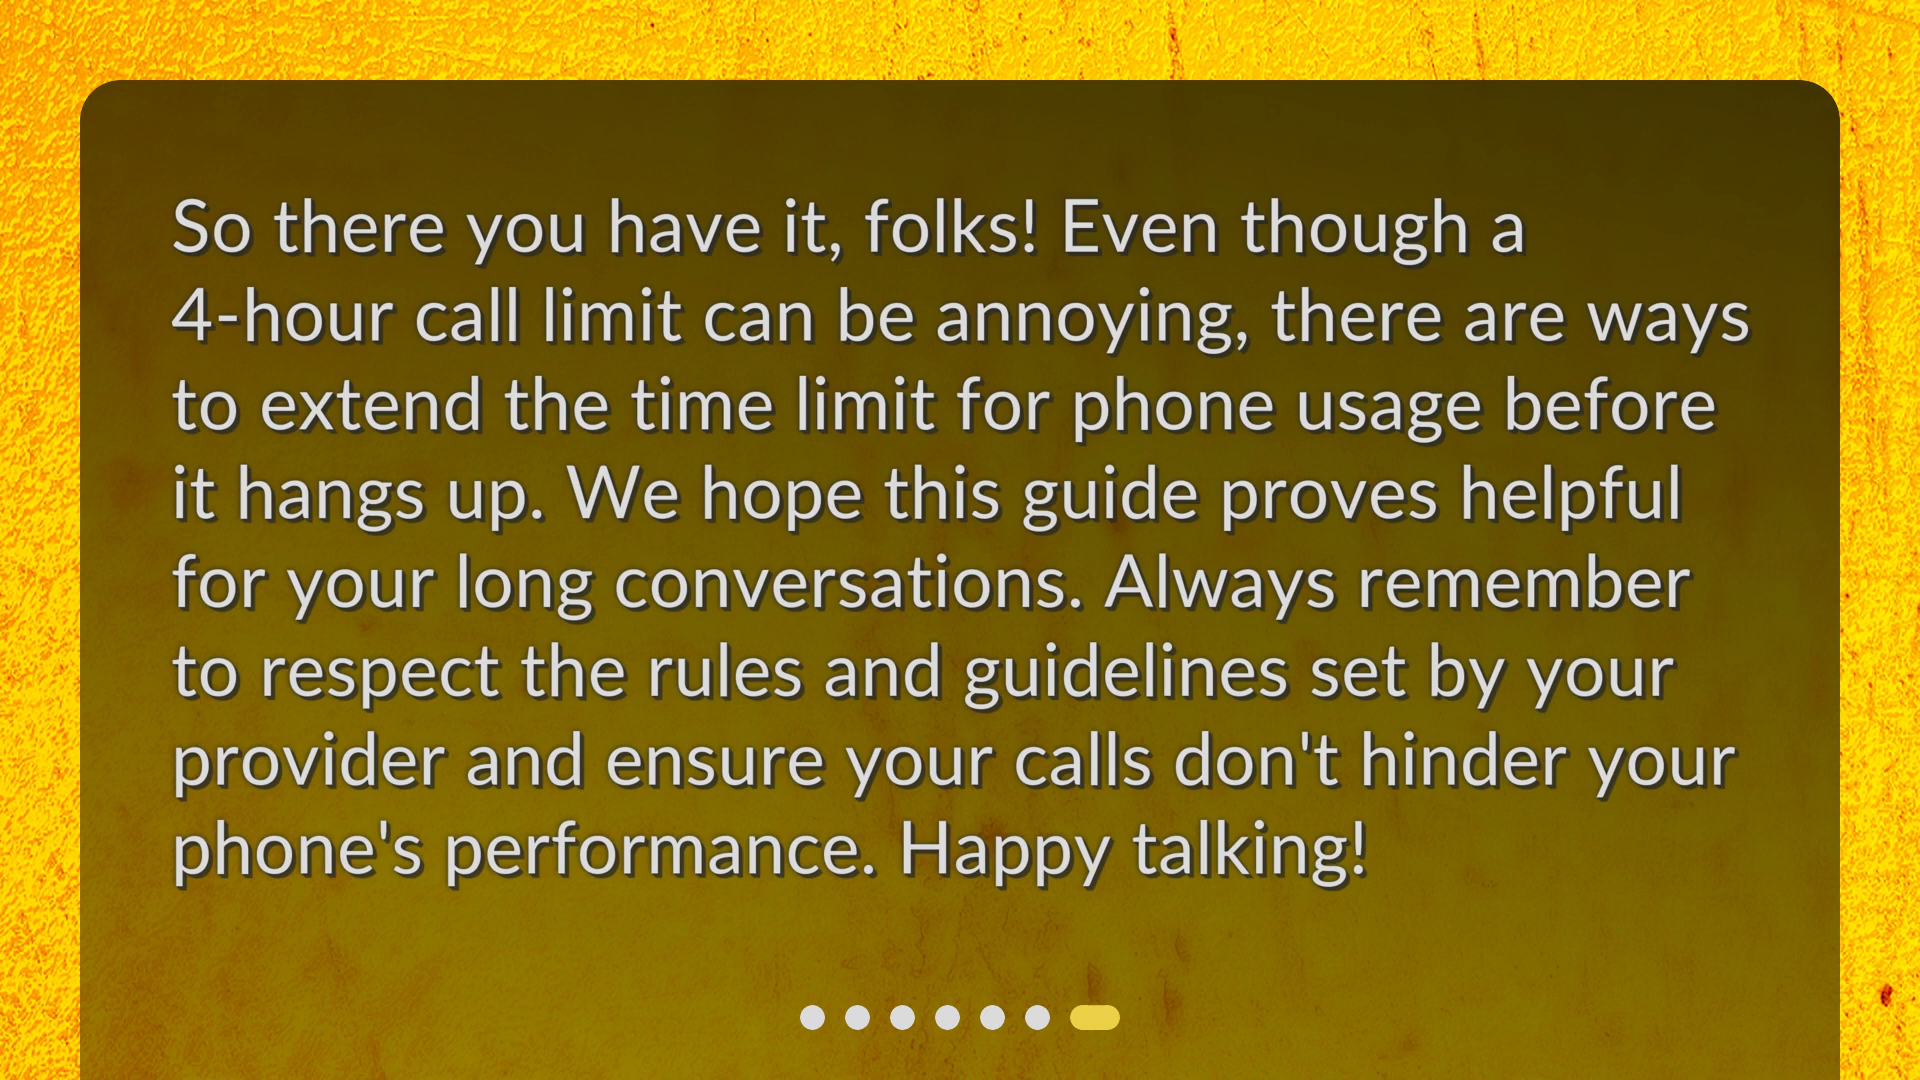 So there you have it, folks! Even though a
4-hour call limit can be annoying, there are ways
to extend the time limit for phone usage before
it hangs up. We hope this guide proves helpful
for your long conversations. Always remember
to respect the rules and guidelines set by your
provider and ensure your calls don't hinder your
phone's performance. Happy talking!